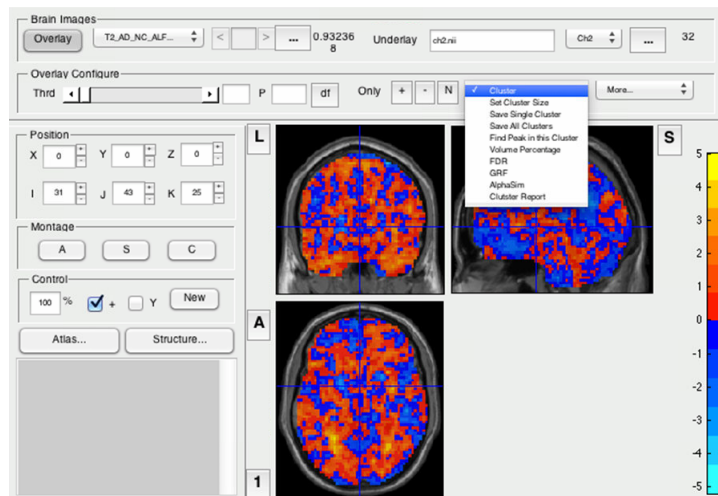 Brain Images
Overlay T2_AD_NC_ALF... < > ... 0.932368 Underlay ch2.nii Ch2 ... 32
Overlay Configure
Thrd P df Only + - N More...
Cluster
Set Cluster Size
Save Single Cluster
Save All Clusters
Find Peak in this Cluster
Volume Percentage
FDR
GRF
AlphaSim
Clutster Report
Position
X 0 Y 0 Z 0
I 31 J 43 K 25
Montage
A S C
Control
100 % + Y New
Atlas... Structure...
L
S
A
1
5
4
3
2
1
0
-1
-2
-3
-4
-5